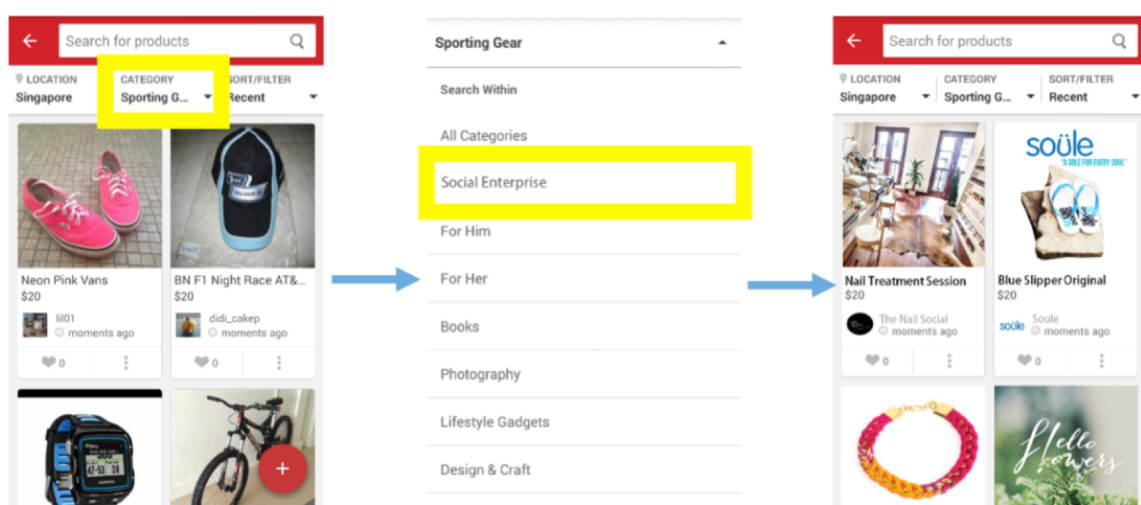 Search for products
LOCATION
CATEGORY
SORT/FILTER
Singapore
Sporting G...
Recent
Neon Pink Vans
$20
lil01
moments ago
0
BN F1 Night Race AT&...
$20
didi_cakep
moments ago
0
Sporting Gear
Search Within
All Categories
Social Enterprise
For Him
For Her
Books
Photography
Lifestyle Gadgets
Design & Craft
Search for products
LOCATION
CATEGORY
SORT/FILTER
Singapore
Sporting G...
Recent
Nail Treatment Session
$20
The Nail Social
moments ago
0
soüle
"A SOLE FOR EVERY SOUL"
Blue Slipper Original
$20
soüle
Soule
moments ago
0
Hello
Flowers